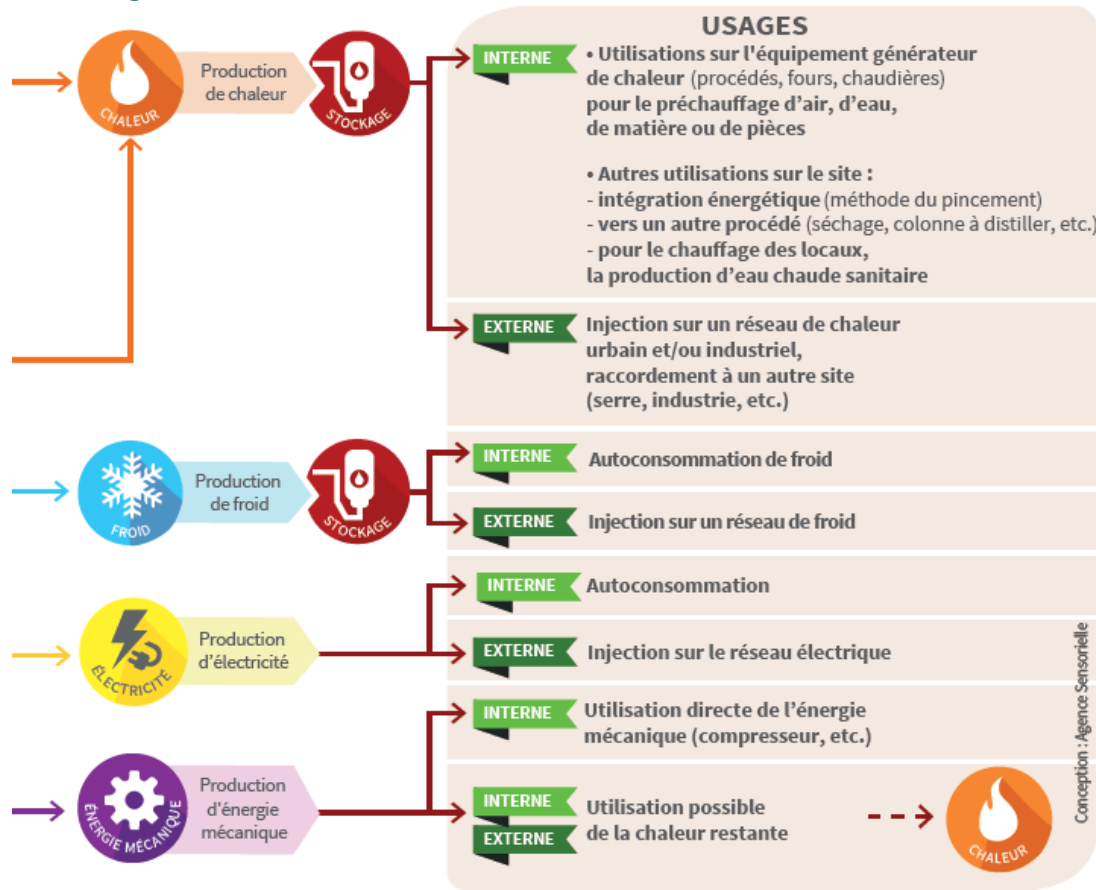 USAGES
CHALEUR
Production
de chaleur
STOCKAGE
INTERNE
• Utilisations sur l'équipement générateur
de chaleur (procédés, fours, chaudières)
pour le préchauffage d'air, d'eau,
de matière ou de pièces
• Autres utilisations sur le site :
- intégration énergétique (méthode du pincement)
- vers un autre procédé (séchage, colonne à distiller, etc.)
- pour le chauffage des locaux,
la production d'eau chaude sanitaire
EXTERNE
Injection sur un réseau de chaleur
urbain et/ou industriel,
raccordement à un autre site
(serre, industrie, etc.)
FROID
Production
de froid
STOCKAGE
INTERNE
Autoconsommation de froid
EXTERNE
Injection sur un réseau de froid
ÉLECTRICITÉ
Production
d'électricité
INTERNE
Autoconsommation
EXTERNE
Injection sur le réseau électrique
ÉNERGIE MÉCANIQUE
Production
d'énergie
mécanique
INTERNE
Utilisation directe de l'énergie
mécanique (compresseur, etc.)
INTERNE
EXTERNE
Utilisation possible
de la chaleur restante
CHALEUR
Conception : Agence Sensorielle